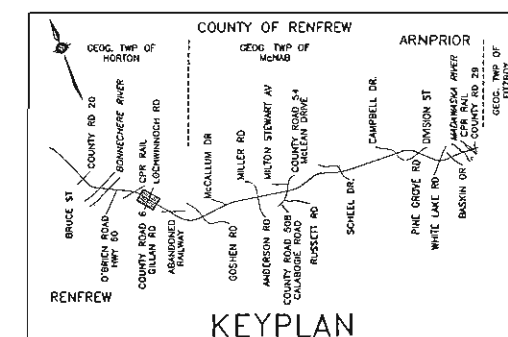 COUNTY OF RENFREW
GEOG. TWP OF
HORTON
GEOG. TWP OF
McNAB
ARNPRIOR
GEOG. TWP OF
FITZROY
COUNTY RD 20
BONNECHERE RIVER
CPR RAIL
LOCHWINNOCH RD
McCALLUM DR
MILLER RD
MILTON STEWART AV
COUNTY ROAD 54
McLEAN DRIVE
CAMPBELL DR.
DIVISION ST
MADAWASKA RIVER
CPR RAIL
COUNTY RD 29
BRUCE ST
O'BRIEN ROAD
HWY 60
COUNTY ROAD 6
GILLAN RD
ABANDONED
RAILWAY
GOSHEN RD
ANDERSON RD
COUNTY ROAD 508
CALABOGIE ROAD
RUSSETT RD
SCHEEL DR.
PINE GROVE RD
WHITE LAKE RD
BASKIN DR.
RENFREW
KEYPLAN